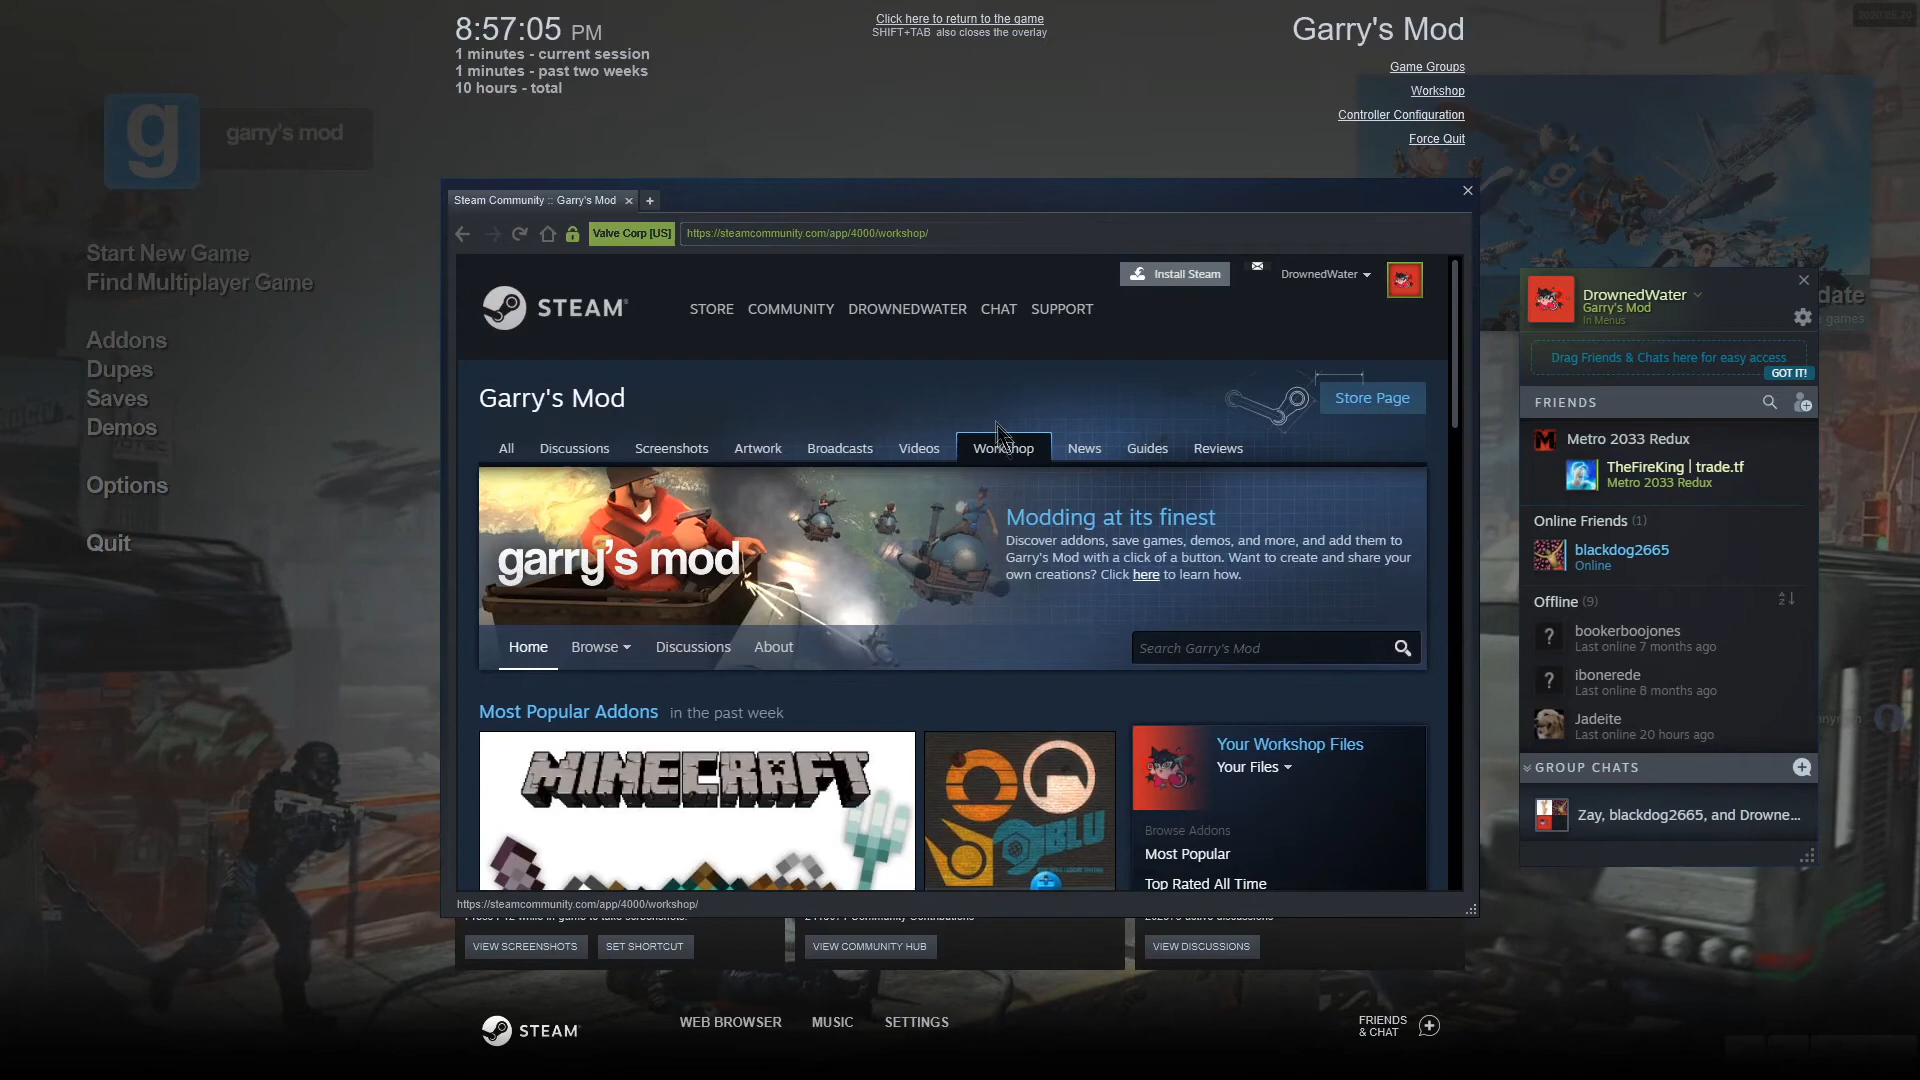 8:57:05 PM
1 minutes - current session
1 minutes - past two weeks
10 hours - total
Click here to return to the game
SHIFT+TAB also closes the overlay
Garry's Mod
Game Groups
Workshop
Controller Configuration
Force Quit
g
garry's mod
Start New Game
Find Multiplayer Game
Addons
Dupes
Saves
Demos
Options
Quit
Steam Community :: Garry's Mod
Valve Corp [US]
https://steamcommunity.com/app/4000/workshop/
Install Steam
DrownedWater
STEAM
STORE COMMUNITY DROWNEDWATER CHAT SUPPORT
Garry's Mod
Store Page
All Discussions Screenshots Artwork Broadcasts Videos Workshop News Guides Reviews
garry's mod
Modding at its finest
Discover addons, save games, demos, and more, and add them to
Garry's Mod with a click of a button. Want to create and share your
own creations? Click here to learn how.
Home Browse Discussions About
Search Garry's Mod
Most Popular Addons in the past week
MINECRAFT
BLU
Your Workshop Files
Your Files
Browse Addons
Most Popular
Top Rated All Time
https://steamcommunity.com/app/4000/workshop/
VIEW SCREENSHOTS SET SHORTCUT
VIEW COMMUNITY HUB
VIEW DISCUSSIONS
STEAM
WEB BROWSER MUSIC SETTINGS
FRIENDS
& CHAT
DrownedWater
Garry's Mod
In Menus
date
games
Drag Friends & Chats here for easy access
GOT IT!
FRIENDS
Metro 2033 Redux
TheFireKing | trade.tf
Metro 2033 Redux
Online Friends (1)
blackdog2665
Online
Offline (9)
bookerboojones
Last online 7 months ago
ibonerede
Last online 8 months ago
Jadeite
Last online 20 hours ago
GROUP CHATS
Zay, blackdog2665, and Drowne...